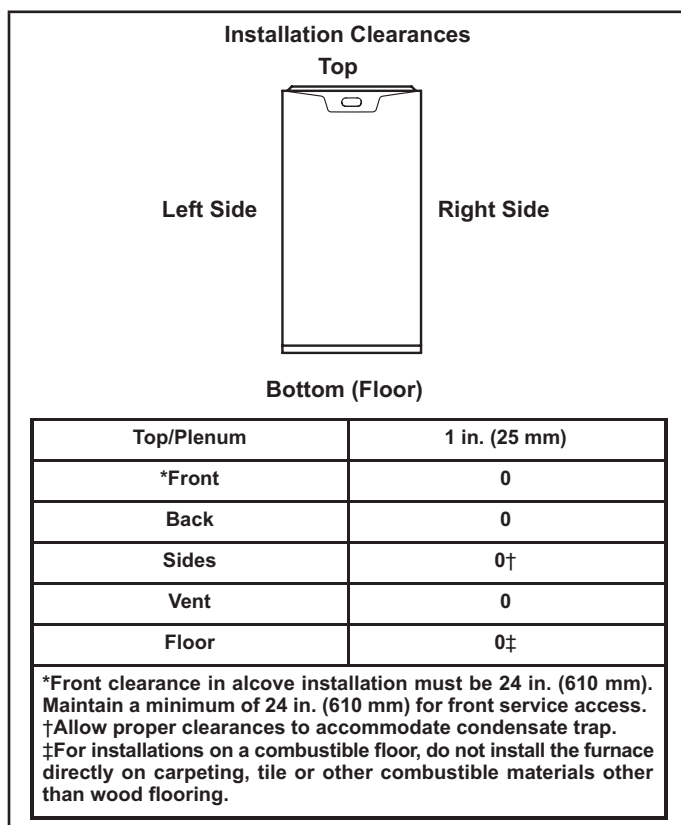 Installation Clearances
Top
Left Side
Right Side
Bottom (Floor)
Top/Plenum 1 in. (25 mm)
*Front 0
Back 0
Sides 0†
Vent 0
Floor 0‡
*Front clearance in alcove installation must be 24 in. (610 mm).
Maintain a minimum of 24 in. (610 mm) for front service access.
†Allow proper clearances to accommodate condensate trap.
‡For installations on a combustible floor, do not install the furnace
directly on carpeting, tile or other combustible materials other
than wood flooring.